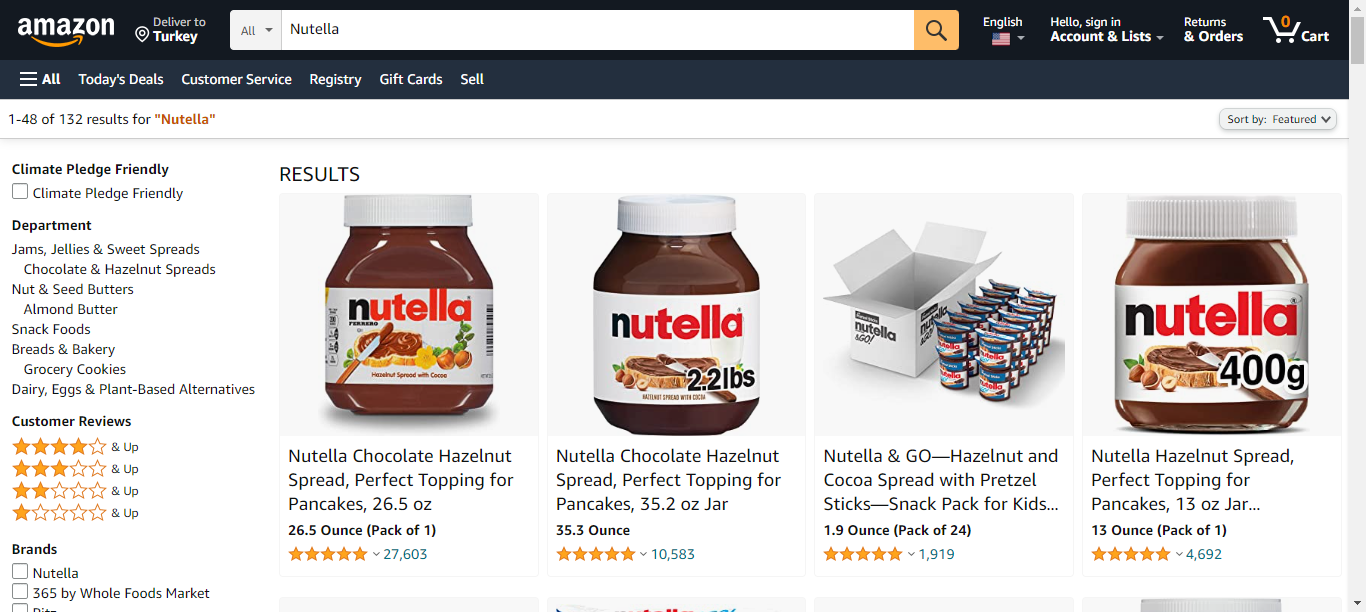 amazon
Deliver to
Turkey
All
Nutella
English
Hello, sign in
Account & Lists
Returns
& Orders
0
Cart
All
Today's Deals
Customer Service
Registry
Gift Cards
Sell
1-48 of 132 results for "Nutella"
Sort by: Featured
Climate Pledge Friendly
Climate Pledge Friendly
Department
Jams, Jellies & Sweet Spreads
Chocolate & Hazelnut Spreads
Nut & Seed Butters
Almond Butter
Snack Foods
Breads & Bakery
Grocery Cookies
Dairy, Eggs & Plant-Based Alternatives
Customer Reviews
& Up
& Up
& Up
& Up
Brands
Nutella
365 by Whole Foods Market
RESULTS
nutella
FERRERO
Hazelnut Spread with Cocoa
Nutella Chocolate Hazelnut
Spread, Perfect Topping for
Pancakes, 26.5 oz
26.5 Ounce (Pack of 1)
27,603
nutella
2.2lbs
HAZELNUT SPREAD WITH COCOA
Nutella Chocolate Hazelnut
Spread, Perfect Topping for
Pancakes, 35.2 oz Jar
35.3 Ounce
10,583
nutella
&GO!
Nutella & GO—Hazelnut and
Cocoa Spread with Pretzel
Sticks—Snack Pack for Kids...
1.9 Ounce (Pack of 24)
1,919
nutella
400g
Nutella Hazelnut Spread,
Perfect Topping for
Pancakes, 13 oz Jar...
13 Ounce (Pack of 1)
4,692